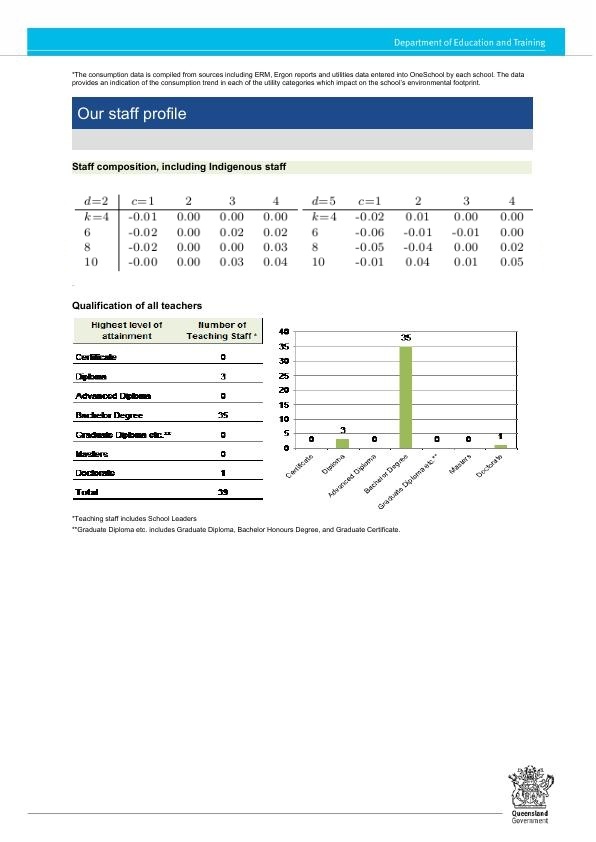 Department of Education and Training
*The consumption data is compiled from sources including ERM, Ergon reports and utilities data entered into OneSchool by each school. The data
provides an indication of the consumption trend in each of the utility categories which impact on the school's environmental footprint.
Our staff profile
Staff composition, including Indigenous staff
d=2 c=1 2 3 4 d=5 c=1 2 3 4
k=4 -0.01 0.00 0.00 0.00 k=4 -0.02 0.01 0.00 0.00
6 -0.02 0.00 0.02 0.02 6 -0.06 -0.01 -0.01 0.00
8 -0.02 0.00 0.00 0.03 8 -0.05 -0.04 0.00 0.02
10 -0.00 0.00 0.03 0.04 10 -0.01 0.04 0.01 0.05
.
Qualification of all teachers
Highest level of Number of
attainment Teaching Staff *
Certificate 0
Diploma 3
Advanced Diploma 0
Bachelor Degree 35
Graduate Diploma etc.** 0
Masters 0
Doctorate 1
Total 39
40
35
30
25
20
15
10
5
0
0 3 0 35 0 0 1
Certificate
Diploma
Advanced Diploma
Bachelor Degree
Graduate Diploma etc.**
Masters
Doctorate
*Teaching staff includes School Leaders
**Graduate Diploma etc. includes Graduate Diploma, Bachelor Honours Degree, and Graduate Certificate.
Queensland
Government